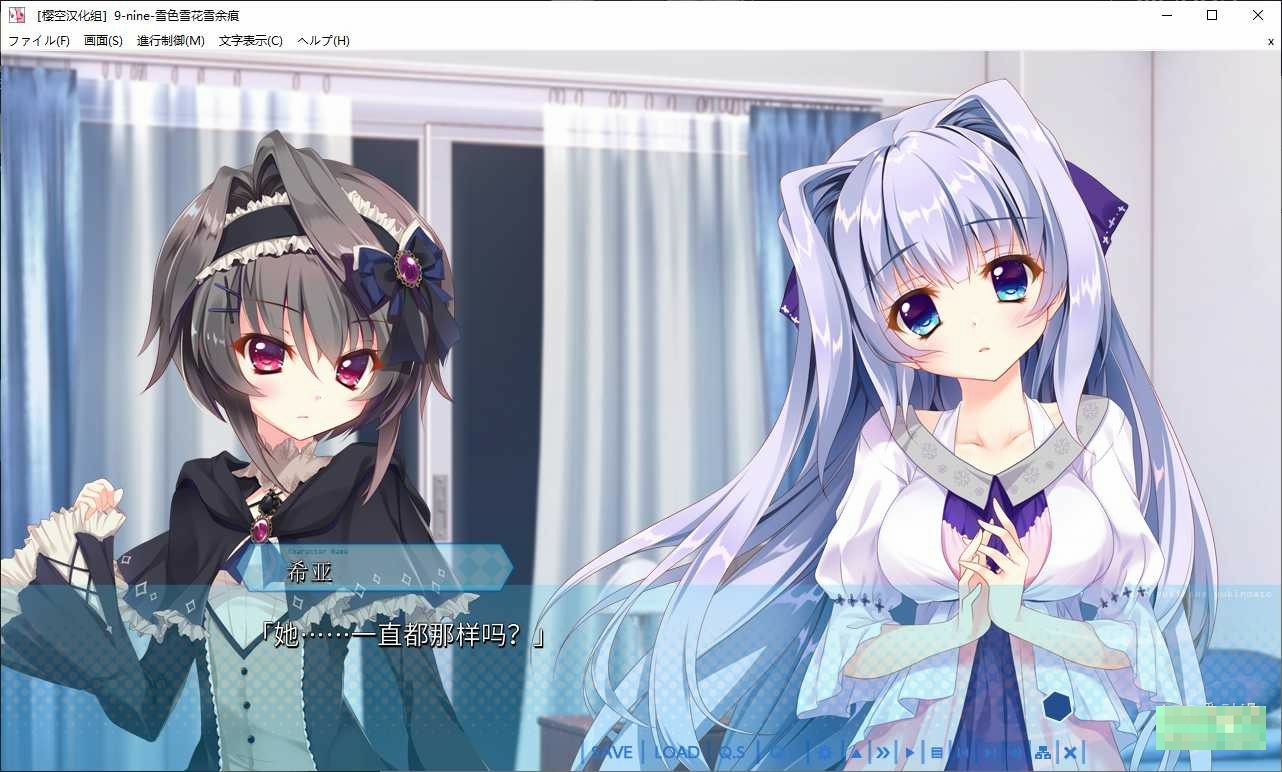 [樱空汉化组] 9-nine-雪色雪花雪余痕
ファイル(F) 画面(S) 進行制御(M) 文字表示(C) ヘルプ(H) x
Character Name
希亚
「她……一直都那样吗？」
SAVE LOAD Q.S